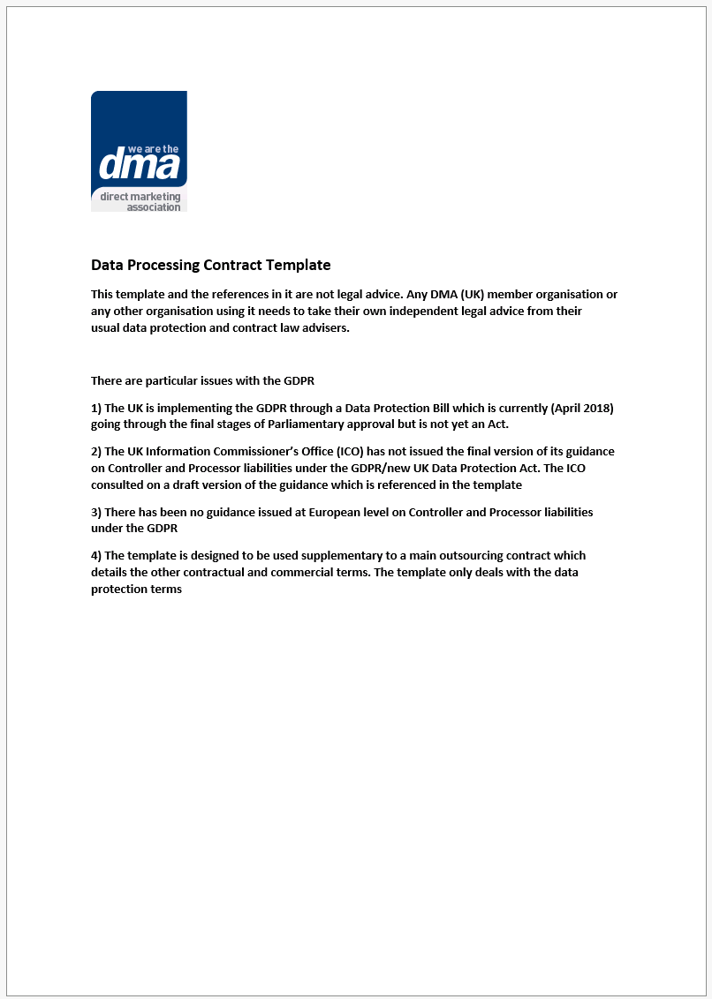 we are the
dma
direct marketing
association
Data Processing Contract Template
This template and the references in it are not legal advice. Any DMA (UK) member organisation or
any other organisation using it needs to take their own independent legal advice from their
usual data protection and contract law advisers.
There are particular issues with the GDPR
1) The UK is implementing the GDPR through a Data Protection Bill which is currently (April 2018)
going through the final stages of Parliamentary approval but is not yet an Act.
2) The UK Information Commissioner’s Office (ICO) has not issued the final version of its guidance
on Controller and Processor liabilities under the GDPR/new UK Data Protection Act. The ICO
consulted on a draft version of the guidance which is referenced in the template
3) There has been no guidance issued at European level on Controller and Processor liabilities
under the GDPR
4) The template is designed to be used supplementary to a main outsourcing contract which
details the other contractual and commercial terms. The template only deals with the data
protection terms